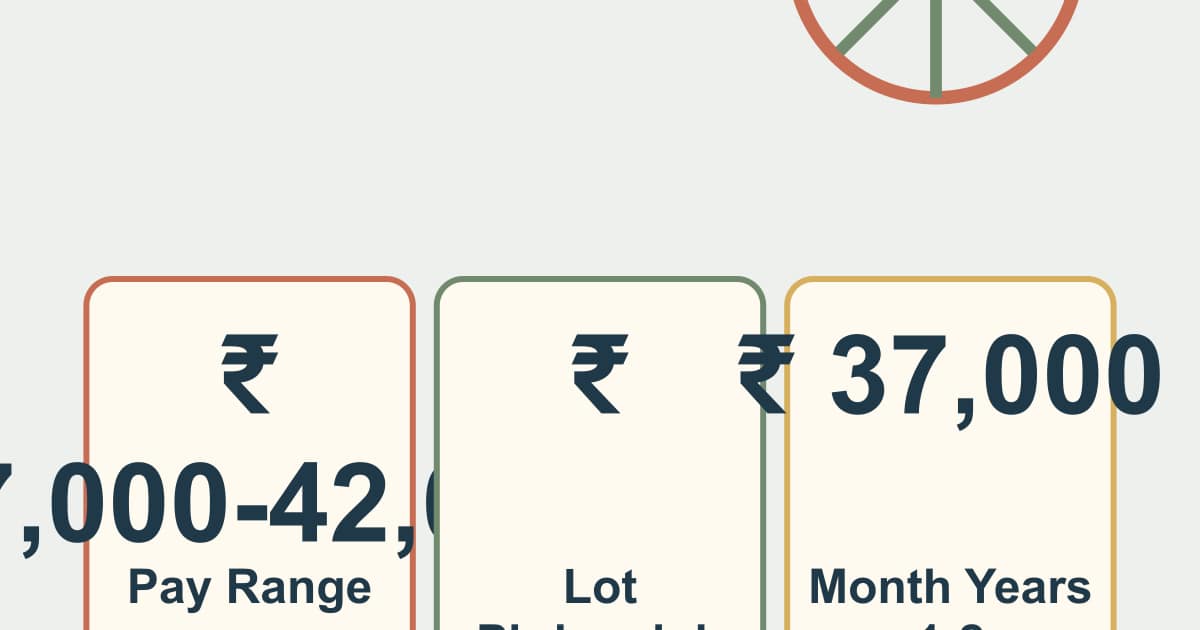 ₹
,000-42,
Pay Range
₹
Lot
₹ 37,000
Month Years